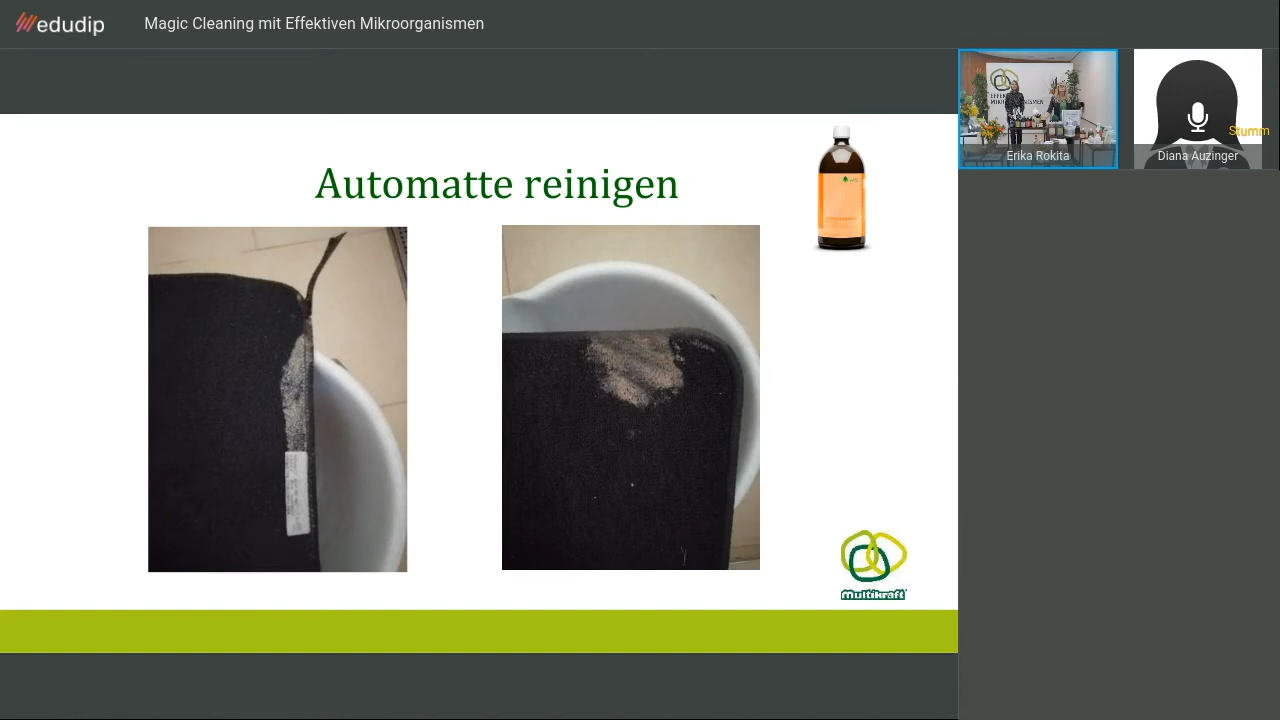 edudip
Magic Cleaning mit Effektiven Mikroorganismen
Erika Rokita
Stumm
Diana Auzinger
Automatte reinigen
multikraft